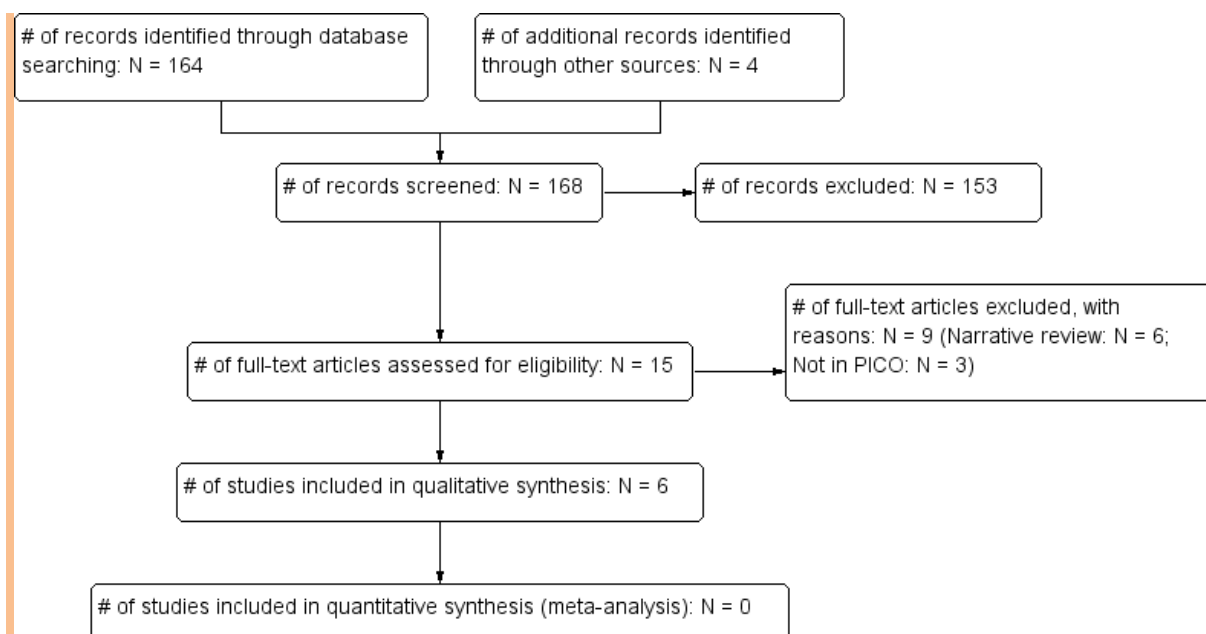 # of records identified through database
searching: N = 164
# of additional records identified
through other sources: N = 4
# of records screened: N = 168
# of records excluded: N = 153
# of full-text articles excluded, with
reasons: N = 9 (Narrative review: N = 6;
Not in PICO: N = 3)
# of full-text articles assessed for eligibility: N = 15
# of studies included in qualitative synthesis: N = 6
# of studies included in quantitative synthesis (meta-analysis): N = 0